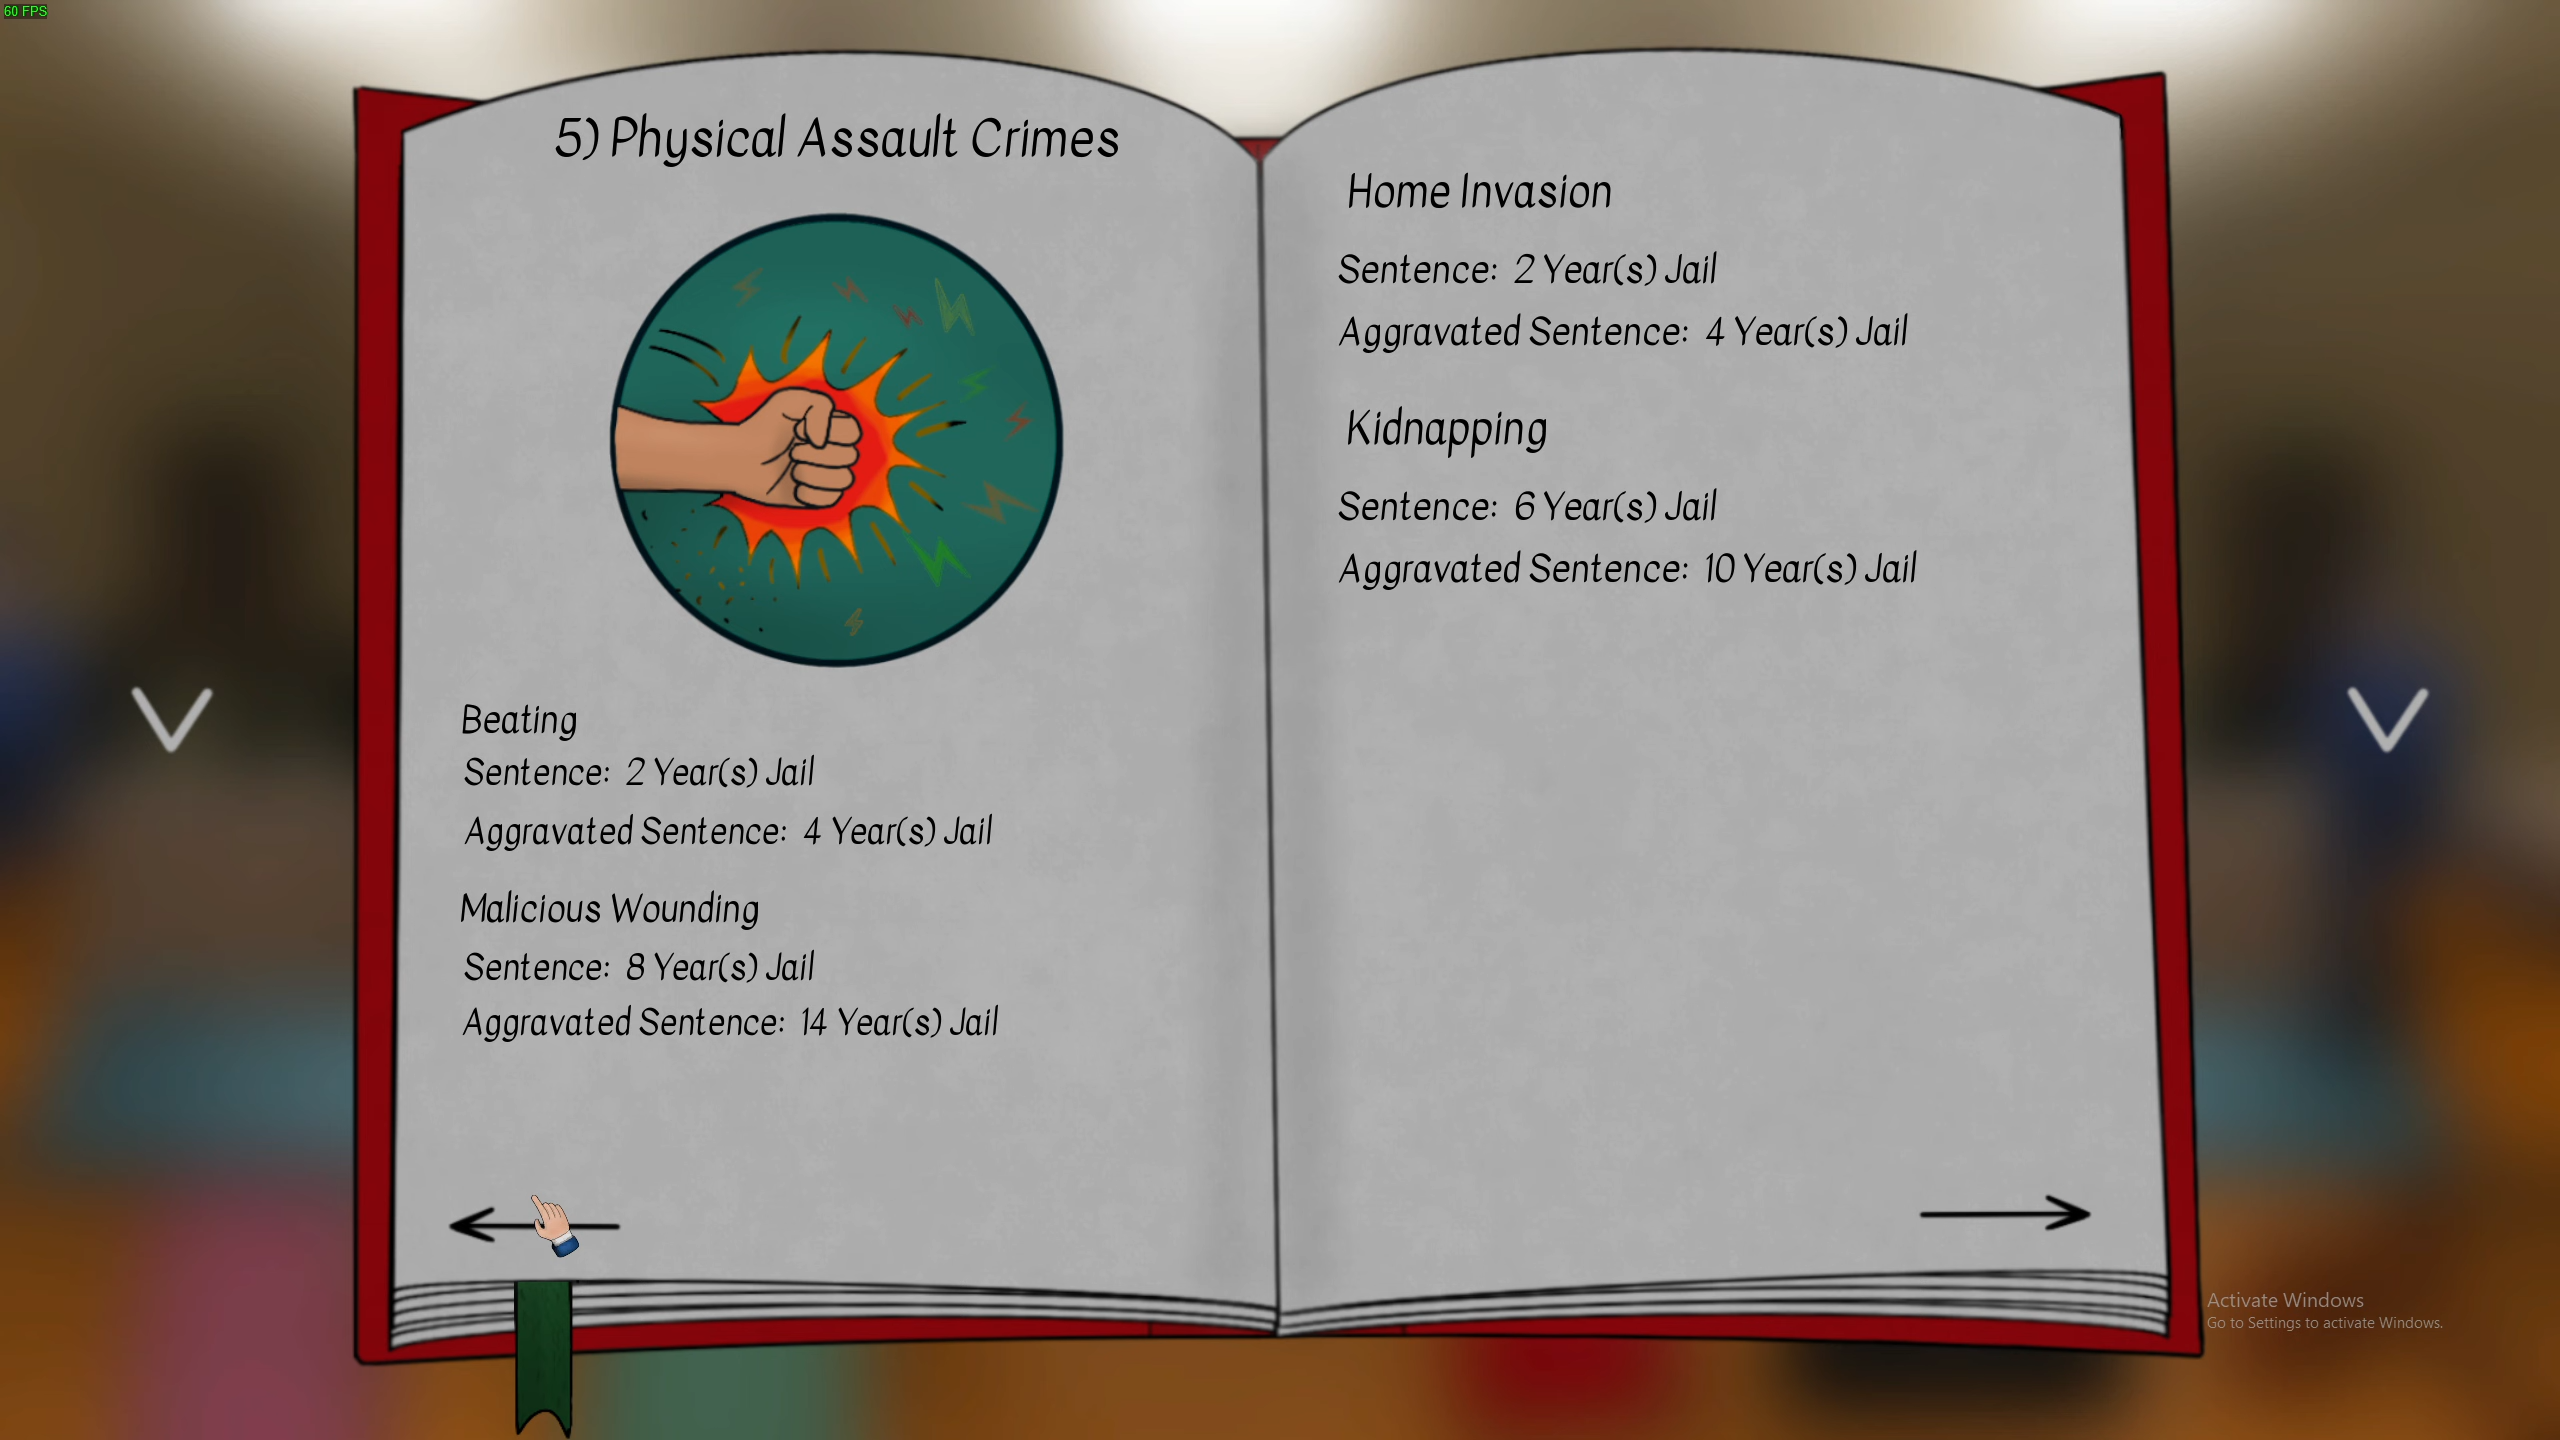 60 FPS
5) Physical Assault Crimes
Beating
Sentence: 2 Year(s) Jail
Aggravated Sentence: 4 Year(s) Jail
Malicious Wounding
Sentence: 8 Year(s) Jail
Aggravated Sentence: 14 Year(s) Jail
Home Invasion
Sentence: 2 Year(s) Jail
Aggravated Sentence: 4 Year(s) Jail
Kidnapping
Sentence: 6 Year(s) Jail
Aggravated Sentence: 10 Year(s) Jail
Activate Windows
Go to Settings to activate Windows.